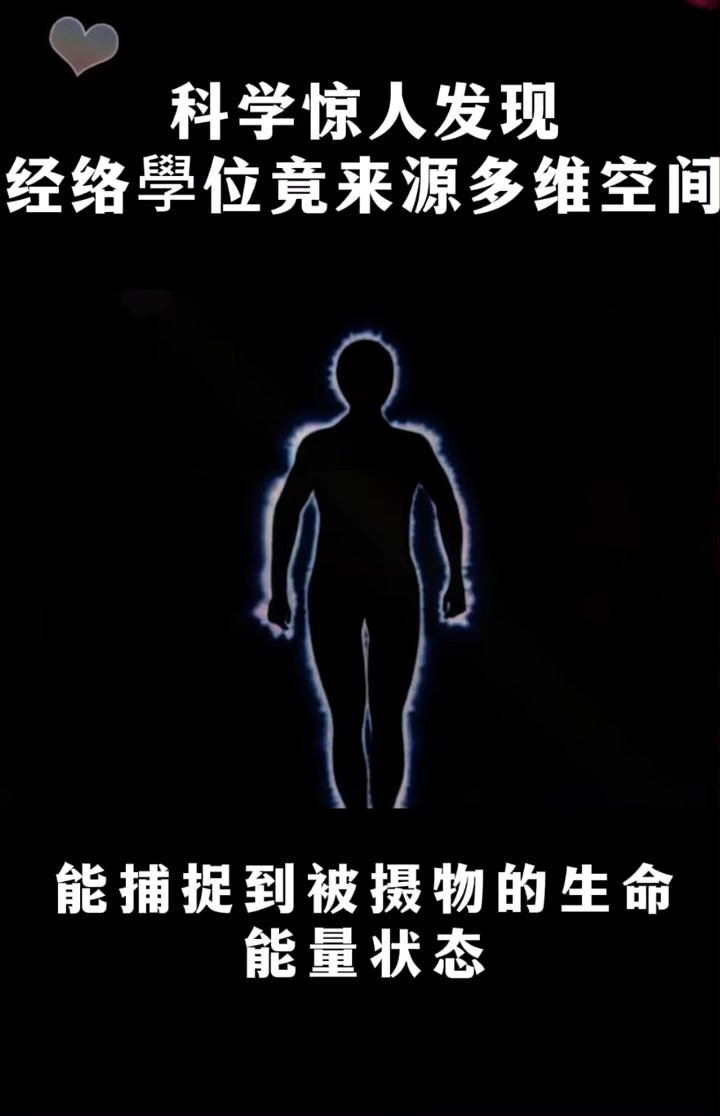 科学惊人发现
经络學位竟来源多维空间
能捕捉到被摄物的生命
能量状态